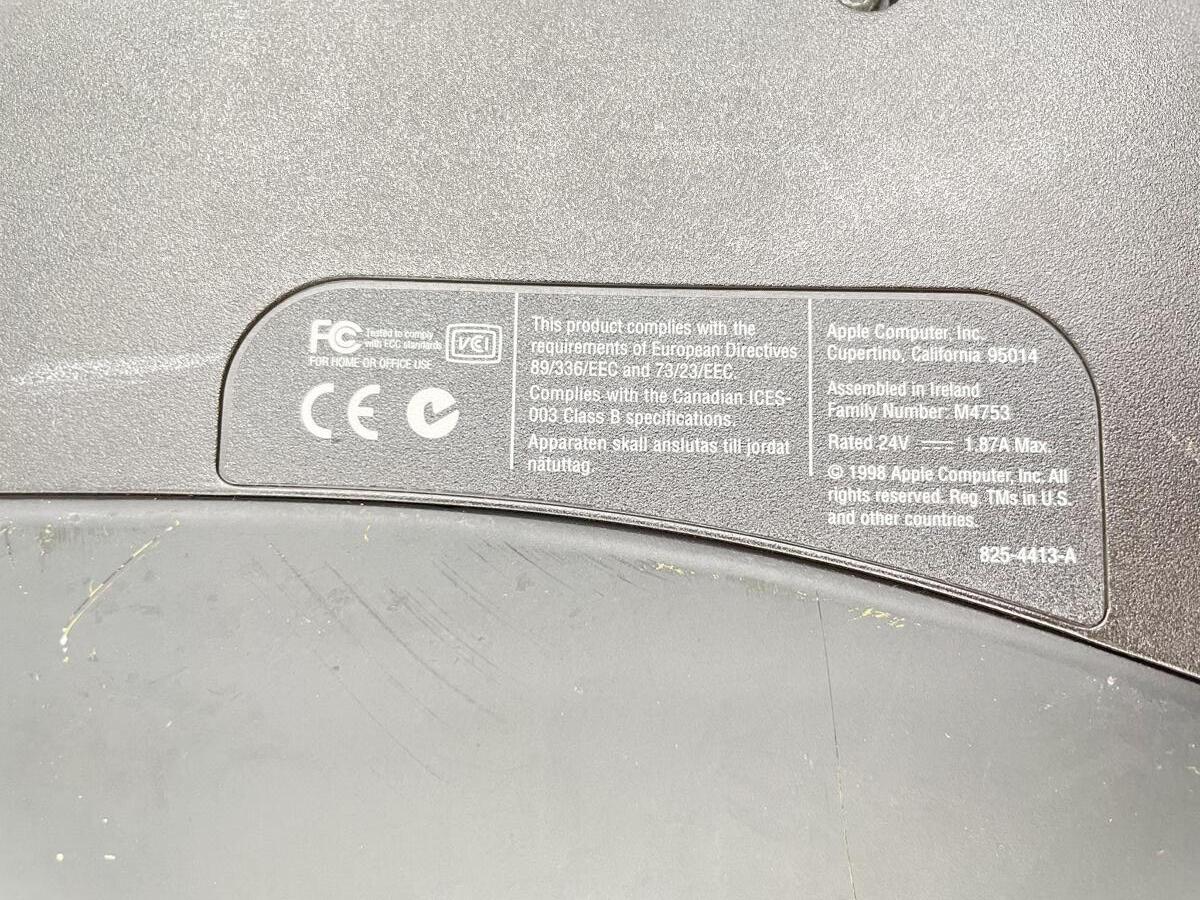 FC Tested to comply
with FCC standards
FOR HOME OR OFFICE USE
VCI
CE
This product complies with the
requirements of European Directives
89/336/EEC and 73/23/EEC.
Complies with the Canadian ICES-
003 Class B specifications.
Apparaten skall anslutas till jordat
nätuttag.
Apple Computer, Inc.
Cupertino, California 95014
Assembled in Ireland
Family Number: M4753
Rated 24V 1.87A Max.
© 1998 Apple Computer, Inc. All
rights reserved. Reg. TMs in U.S.
and other countries.
825-4413-A